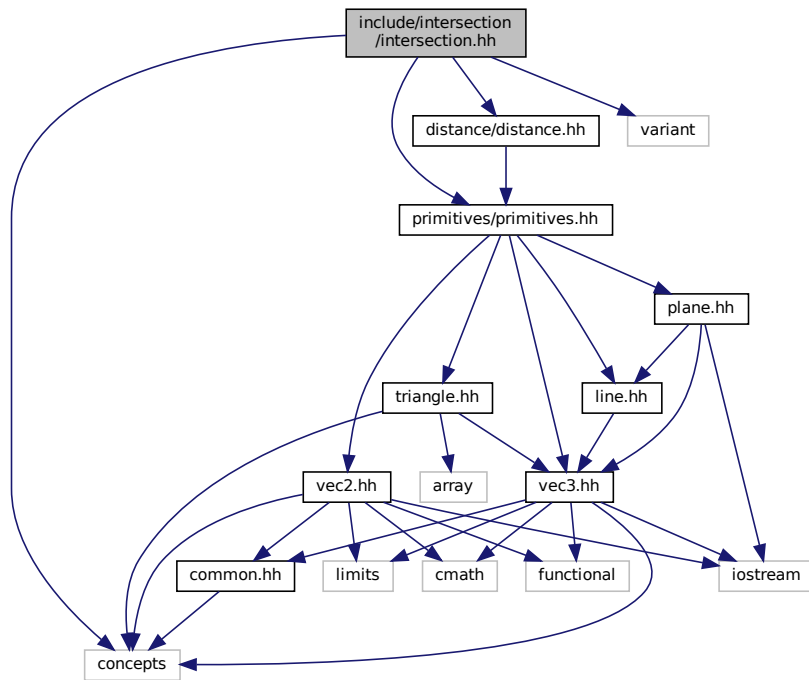 include/intersection
/intersection.hh
distance/distance.hh
variant
primitives/primitives.hh
plane.hh
triangle.hh
line.hh
vec2.hh
array
vec3.hh
common.hh
limits
cmath
functional
iostream
concepts